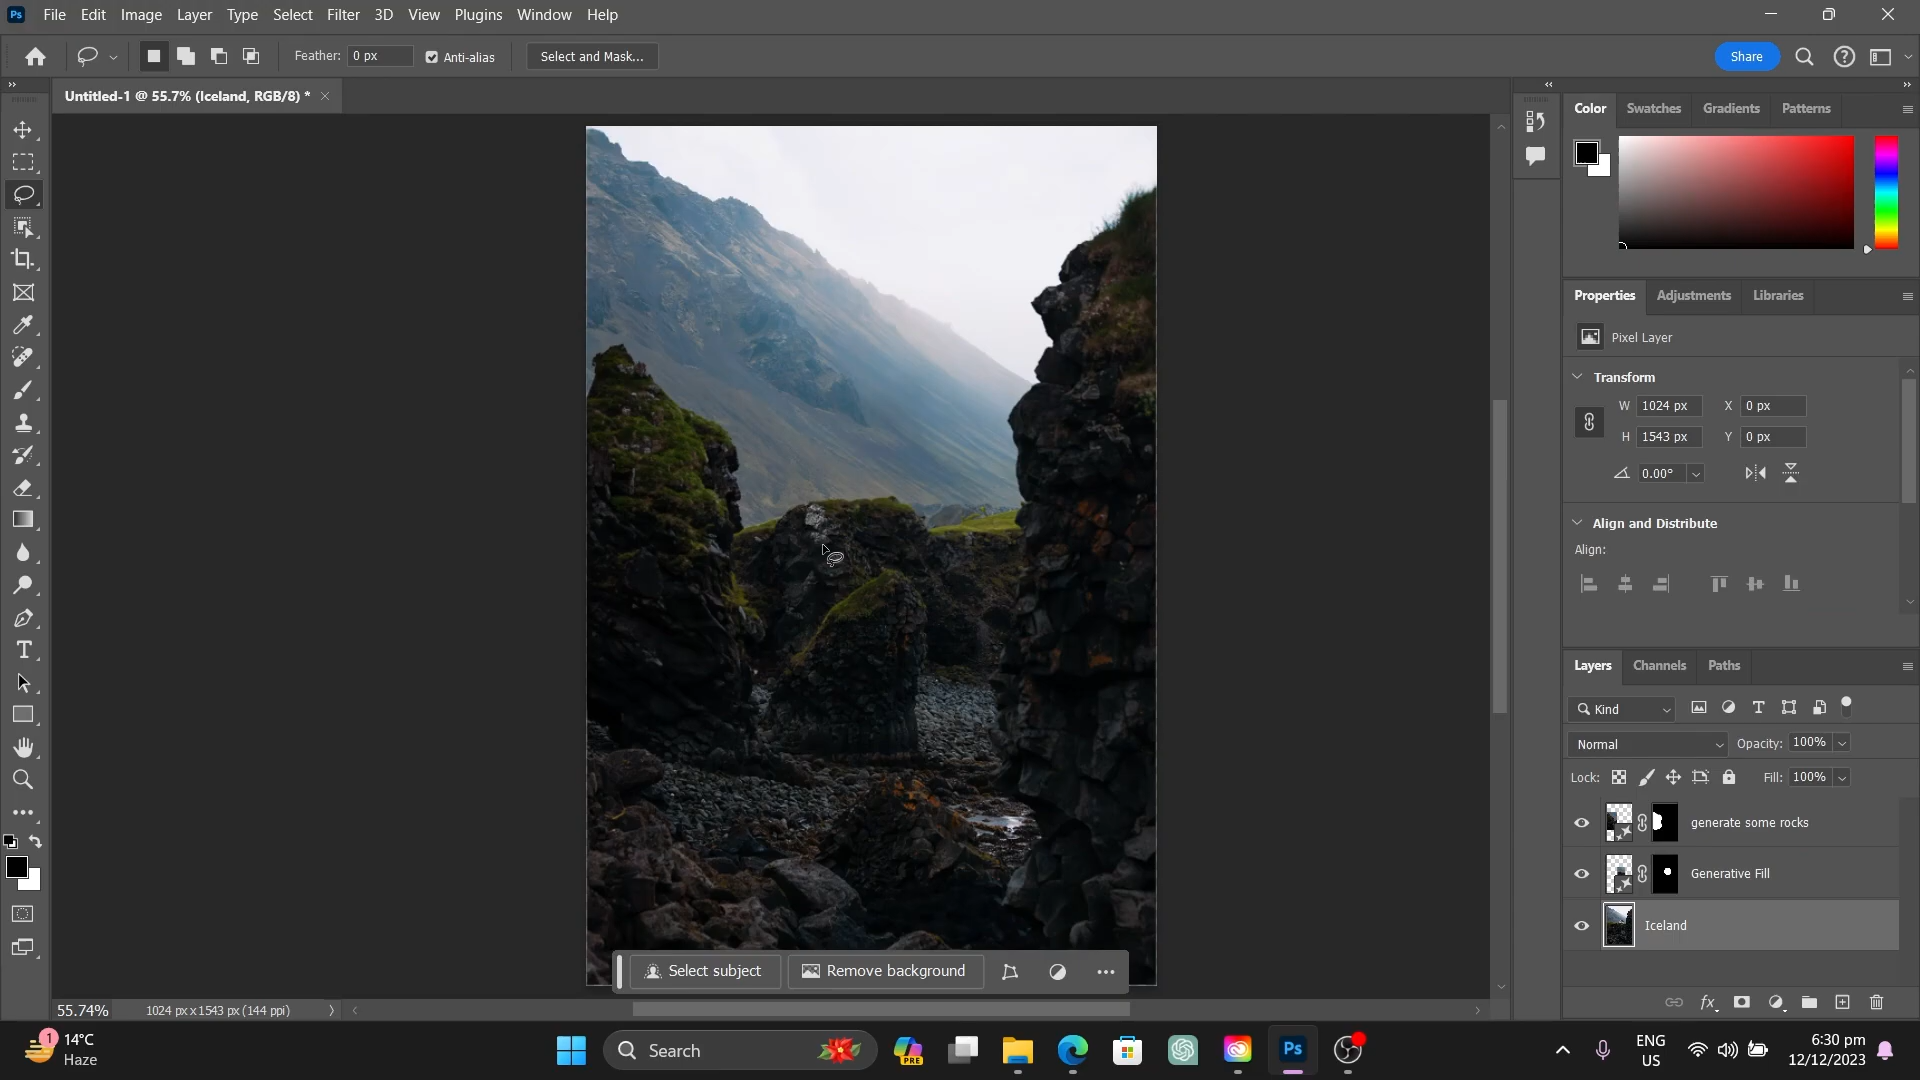 Ps File Edit Image Layer Type Select Filter 3D View Plugins Window Help
Feather: 0 px Anti-alias Select and Mask... Share
Untitled-1 @ 55.7% (Iceland, RGB/8) *
Color Swatches Gradients Patterns
Properties Adjustments Libraries
Pixel Layer
Transform
W 1024 px X 0 px
H 1543 px Y 0 px
0.00°
Align and Distribute
Align:
Layers Channels Paths
Kind
Normal Opacity: 100%
Lock: Fill: 100%
generate some rocks
Generative Fill
Iceland
Select subject Remove background
55.74% 1024 px x 1543 px (144 ppi)
1 14°C
Haze
Search
PRE
Ps
ENG
US
6:30 pm
12/12/2023